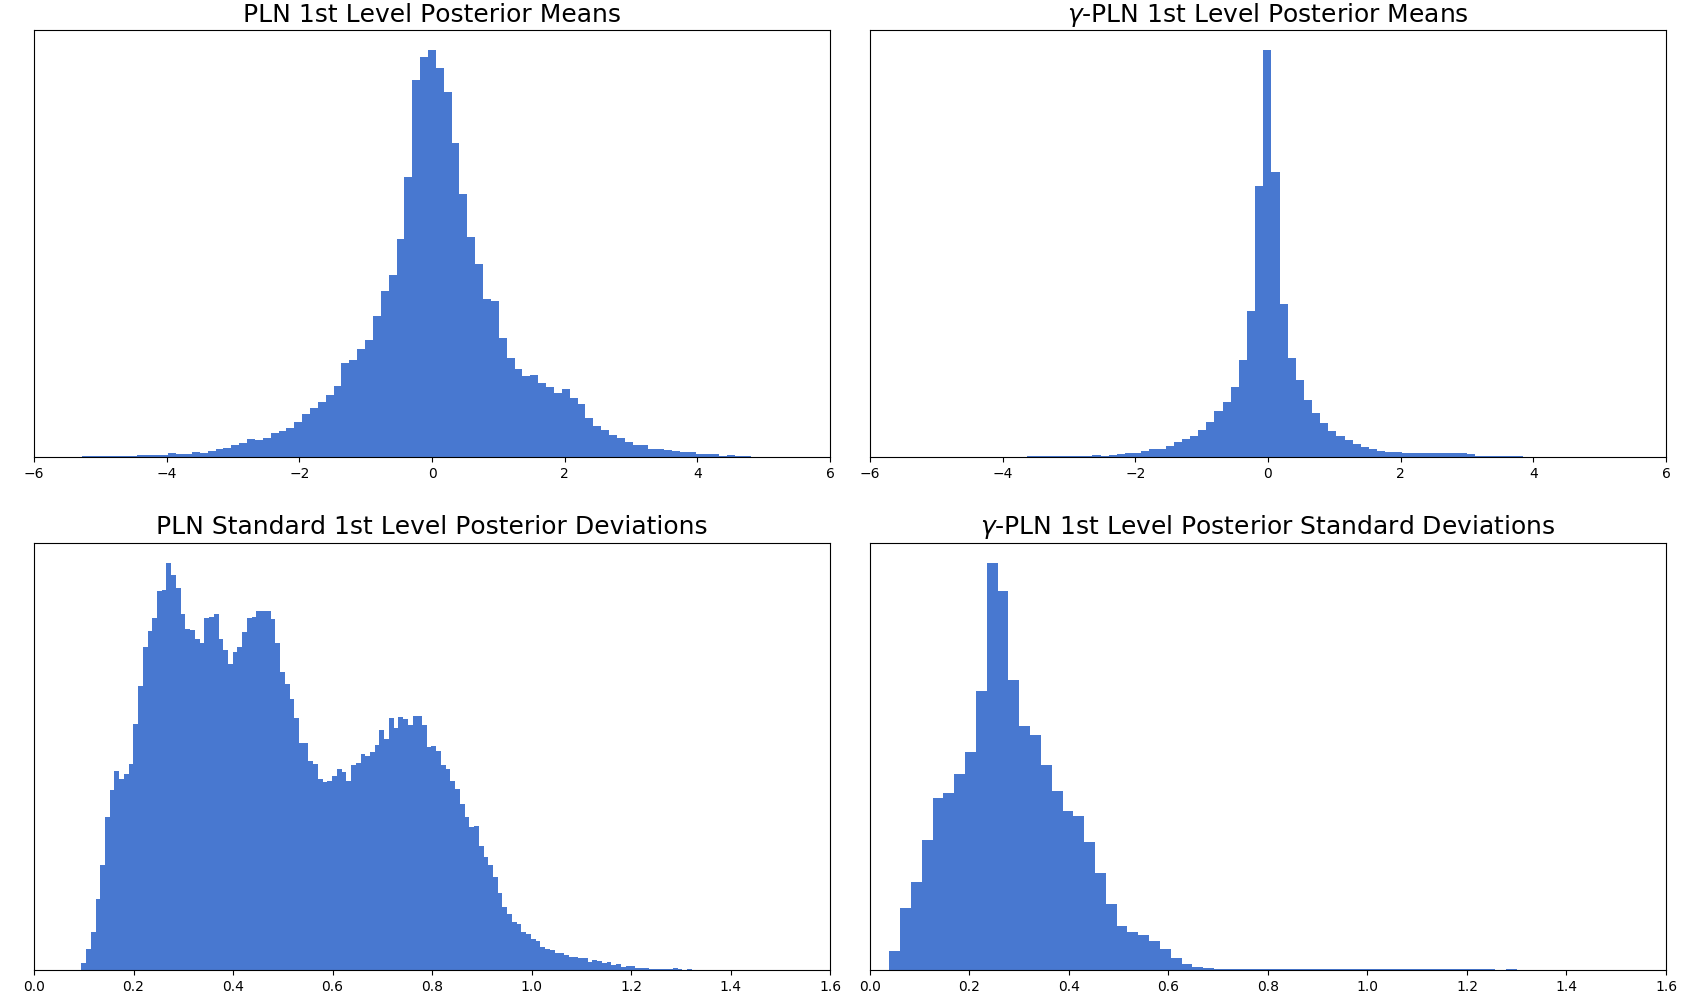 PLN 1st Level Posterior Means
−6 −4 −2 0 2 4 6
γ-PLN 1st Level Posterior Means
−6 −4 −2 0 2 4 6
PLN Standard 1st Level Posterior Deviations
0.0 0.2 0.4 0.6 0.8 1.0 1.2 1.4 1.6
γ-PLN 1st Level Posterior Standard Deviations
0.0 0.2 0.4 0.6 0.8 1.0 1.2 1.4 1.6